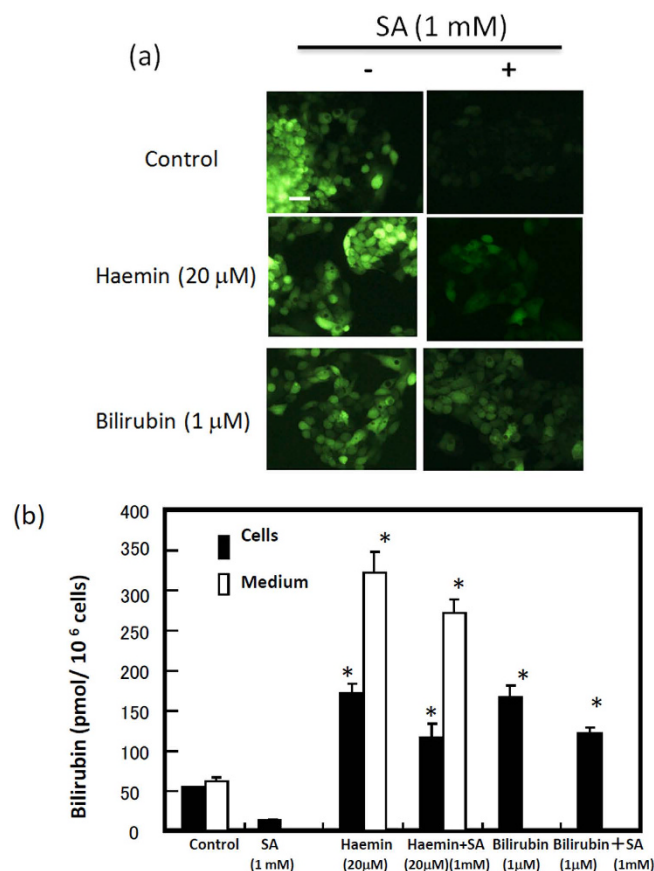 SA (1 mM)
(a)
- +
Control
Haemin (20 μM)
Bilirubin (1 μM)
(b)
400
350
300
250
200
150
100
50
0
Bilirubin (pmol/ 10 6 cells)
Cells
Medium
*
*
*
*
*
*
Control SA Haemin Haemin+SA Bilirubin Bilirubin+SA
(1 mM) (20μM) (20μM)(1mM) (1μM) (1μM) (1mM)